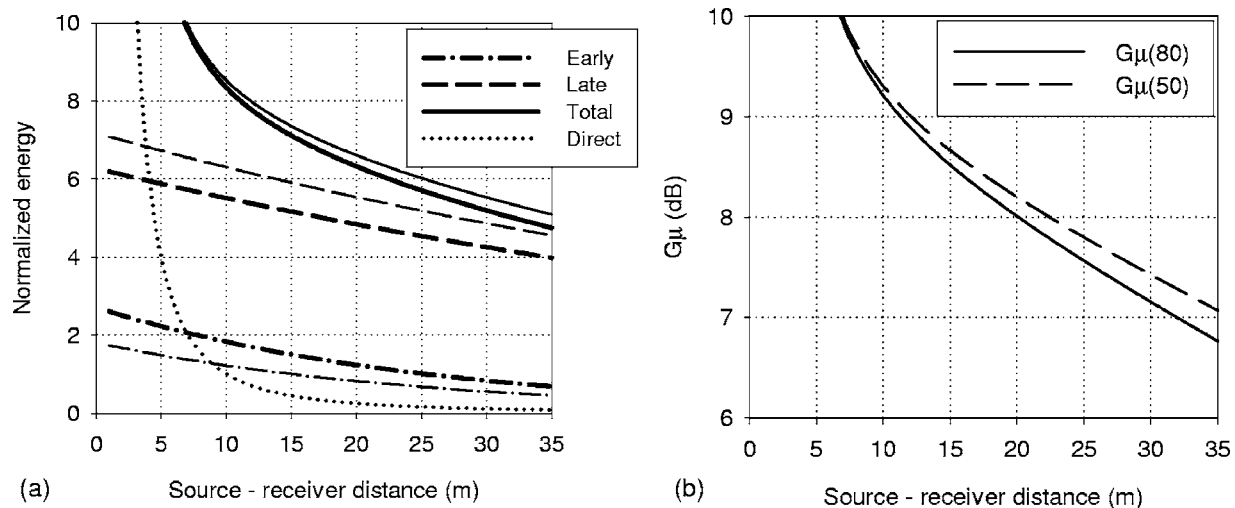 10
8
6
4
2
0
Normalized energy
0 5 10 15 20 25 30 35
(a) Source - receiver distance (m)
Early
Late
Total
Direct
10
9
8
7
6
Gµ (dB)
0 5 10 15 20 25 30 35
(b) Source - receiver distance (m)
Gµ(80)
Gµ(50)